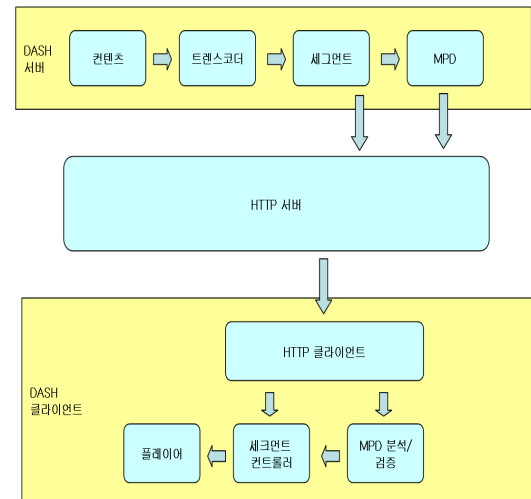 DASH
서버
컨텐츠
트렌스코더
세그먼트
MPD
HTTP 서버
HTTP 클라이언트
DASH
클라이언트
플레이어
세크먼트
컨트롤러
MPD 분석/
검증